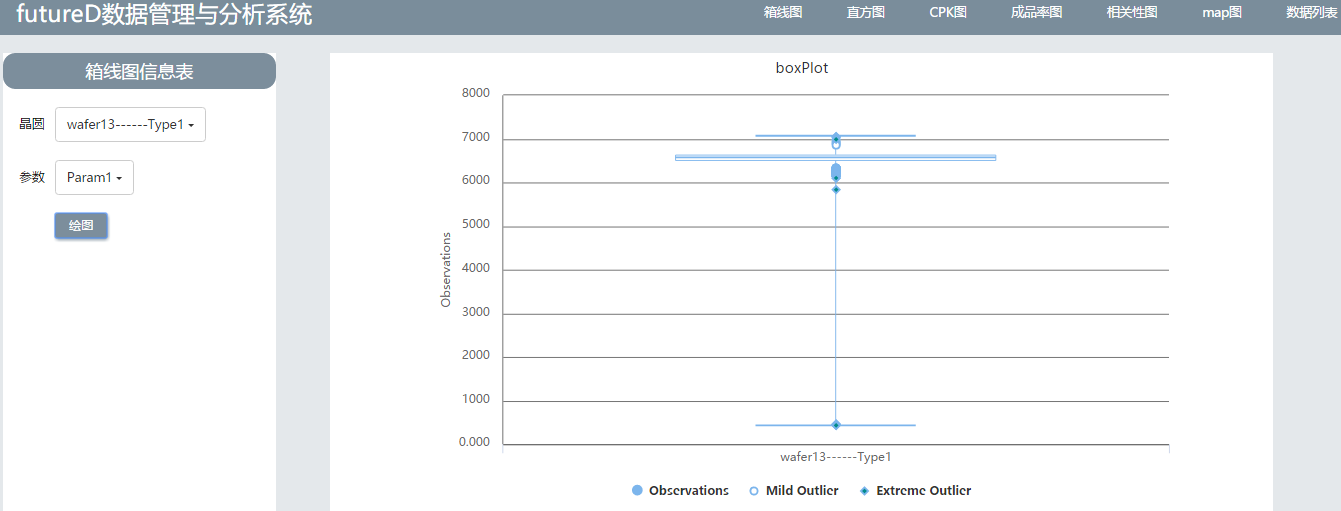 futureD数据管理与分析系统
箱线图 直方图 CPK图 成品率图 相关性图 map图 数据列表
箱线图信息表
晶圆 wafer13------Type1
参数 Param1
绘图
boxPlot
8000
7000
6000
5000
4000
3000
2000
1000
0.000
Observations
wafer13------Type1
Observations Mild Outlier Extreme Outlier